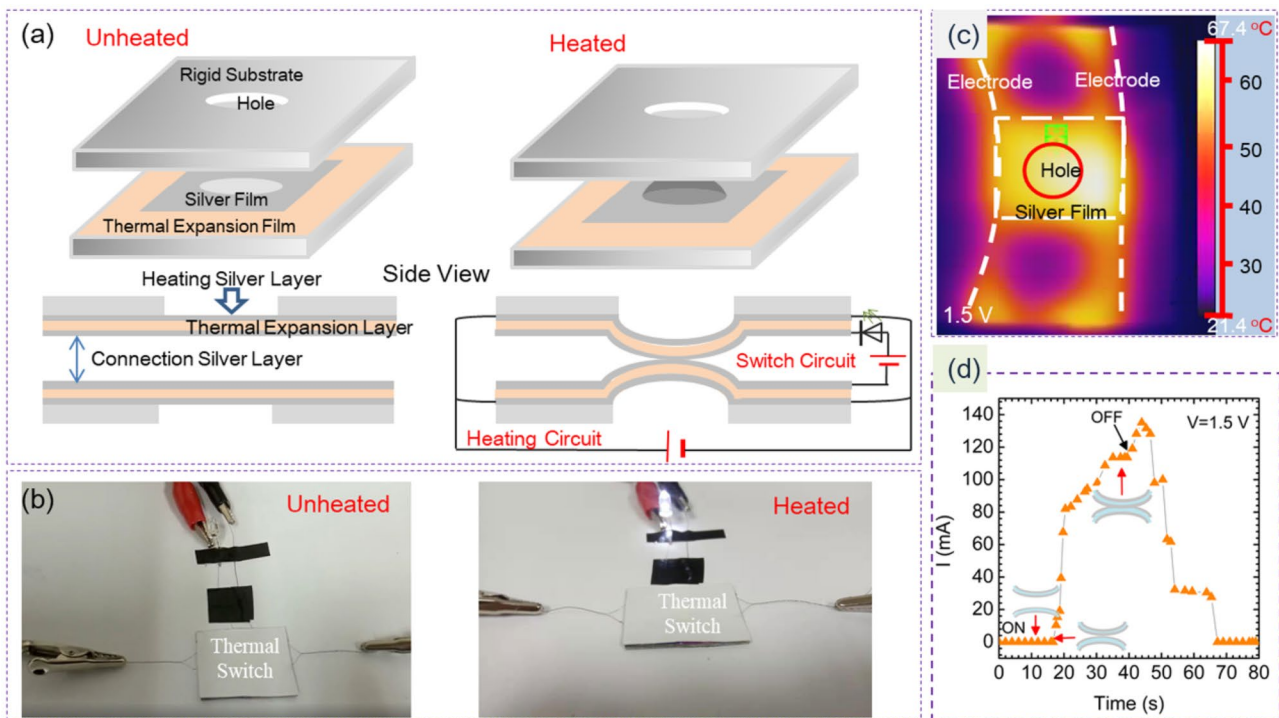 (a)
Unheated
Heated
Rigid Substrate
Hole
Silver Film
Thermal Expansion Film
Side View
Heating Silver Layer
Thermal Expansion Layer
Connection Silver Layer
Switch Circuit
Heating Circuit
(b)
Unheated
Heated
Thermal
Switch
Thermal
Switch
(c)
67.4 °C
Electrode
Electrode
60
50
Hole
Silver Film
40
30
1.5 V
21.4 °C
(d)
140
OFF
V=1.5 V
120
100
80
60
40
20
ON
0
I (mA)
0 10 20 30 40 50 60 70 80
Time (s)